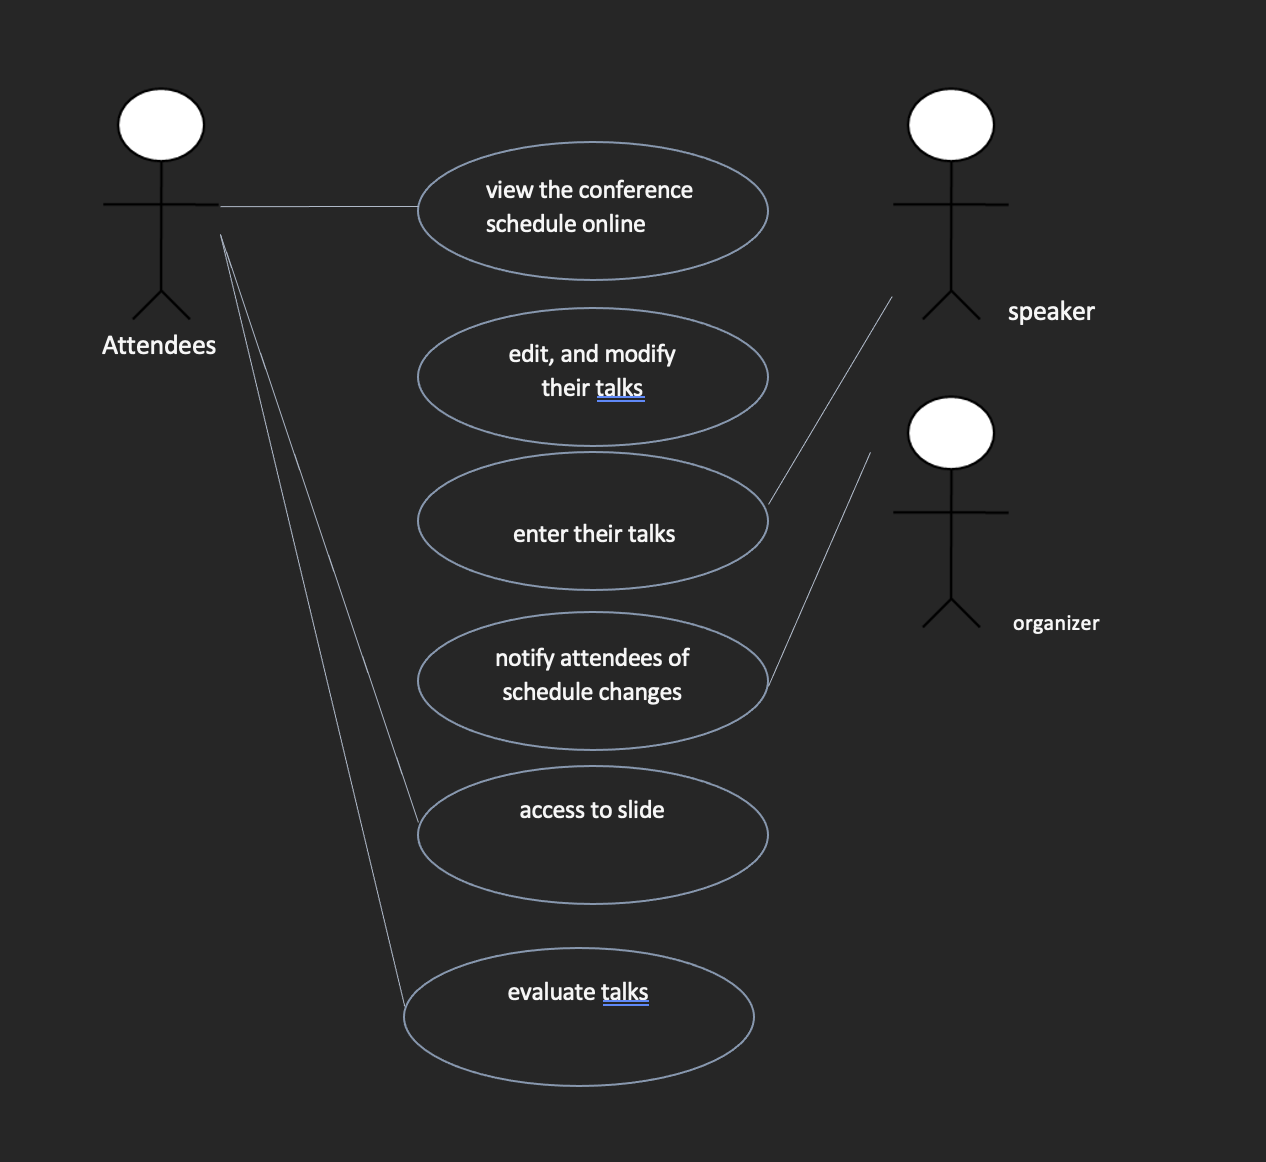 view the conference
schedule online
speaker
Attendees
edit, and modify
their talks
enter their talks
organizer
notify attendees of
schedule changes
access to slide
evaluate talks